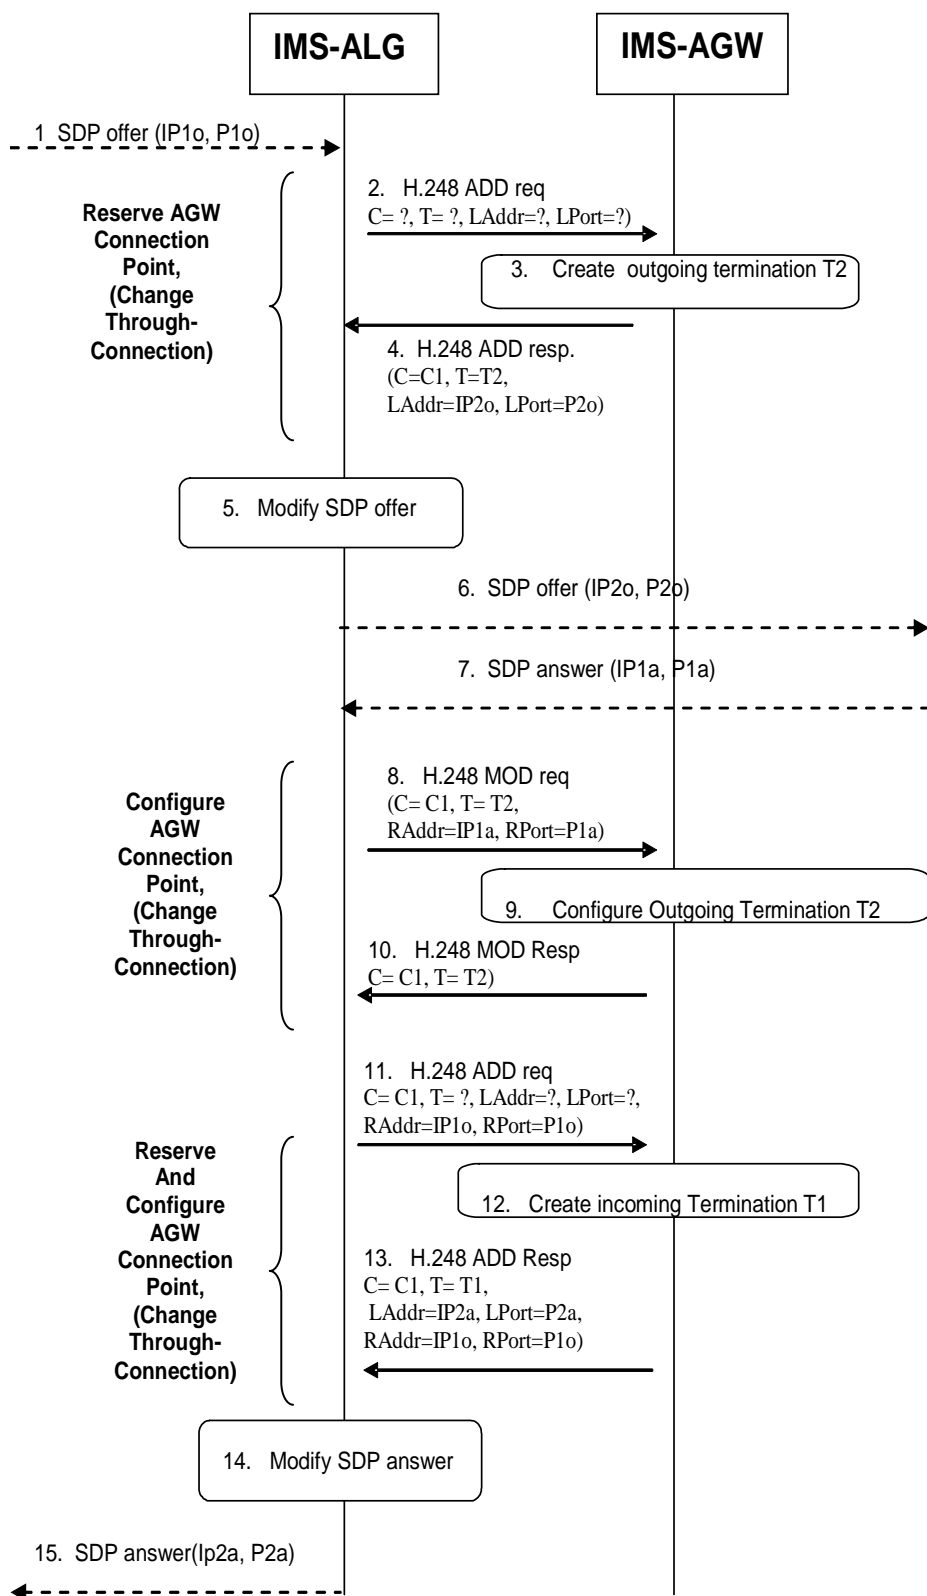 IMS-ALG
IMS-AGW
1  SDP offer (IP1o, P1o)
Reserve AGW
Connection
Point,
(Change
Through-
Connection)
2.   H.248 ADD req
C= ?, T= ?, LAddr=?, LPort=?)
3.    Create  outgoing termination T2
4.  H.248 ADD resp.
(C=C1, T=T2,
LAddr=IP2o, LPort=P2o)
5.   Modify SDP offer
6.  SDP offer (IP2o, P2o)
7.  SDP answer (IP1a, P1a)
Configure
AGW
Connection
Point,
(Change
Through-
Connection)
8.   H.248 MOD req
(C= C1, T= T2,
RAddr=IP1a, RPort=P1a)
9.     Configure Outgoing Termination T2
10.   H.248 MOD Resp
C= C1, T= T2)
11.   H.248 ADD req
C= C1, T= ?, LAddr=?, LPort=?,
RAddr=IP1o, RPort=P1o)
Reserve
And
Configure
AGW
Connection
Point,
(Change
Through-
Connection)
12.   Create incoming Termination T1
13.   H.248 ADD Resp
C= C1, T= T1,
LAddr=IP2a, LPort=P2a,
RAddr=IP1o, RPort=P1o)
14.   Modify SDP answer
15.  SDP answer(Ip2a, P2a)